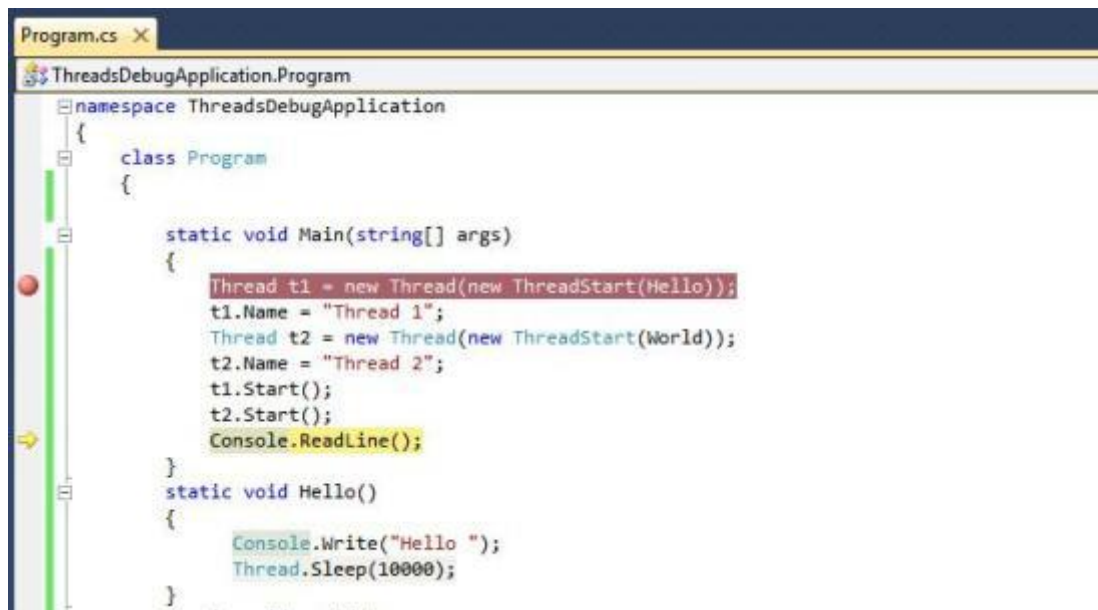 Program.cs
ThreadsDebugApplication.Program
namespace ThreadsDebugApplication
{
class Program
{
static void Main(string[] args)
{
Thread t1 = new Thread(new ThreadStart(Hello));
t1.Name = "Thread 1";
Thread t2 = new Thread(new ThreadStart(World));
t2.Name = "Thread 2";
t1.Start();
t2.Start();
Console.ReadLine();
}
static void Hello()
{
Console.Write("Hello ");
Thread.Sleep(10000);
}